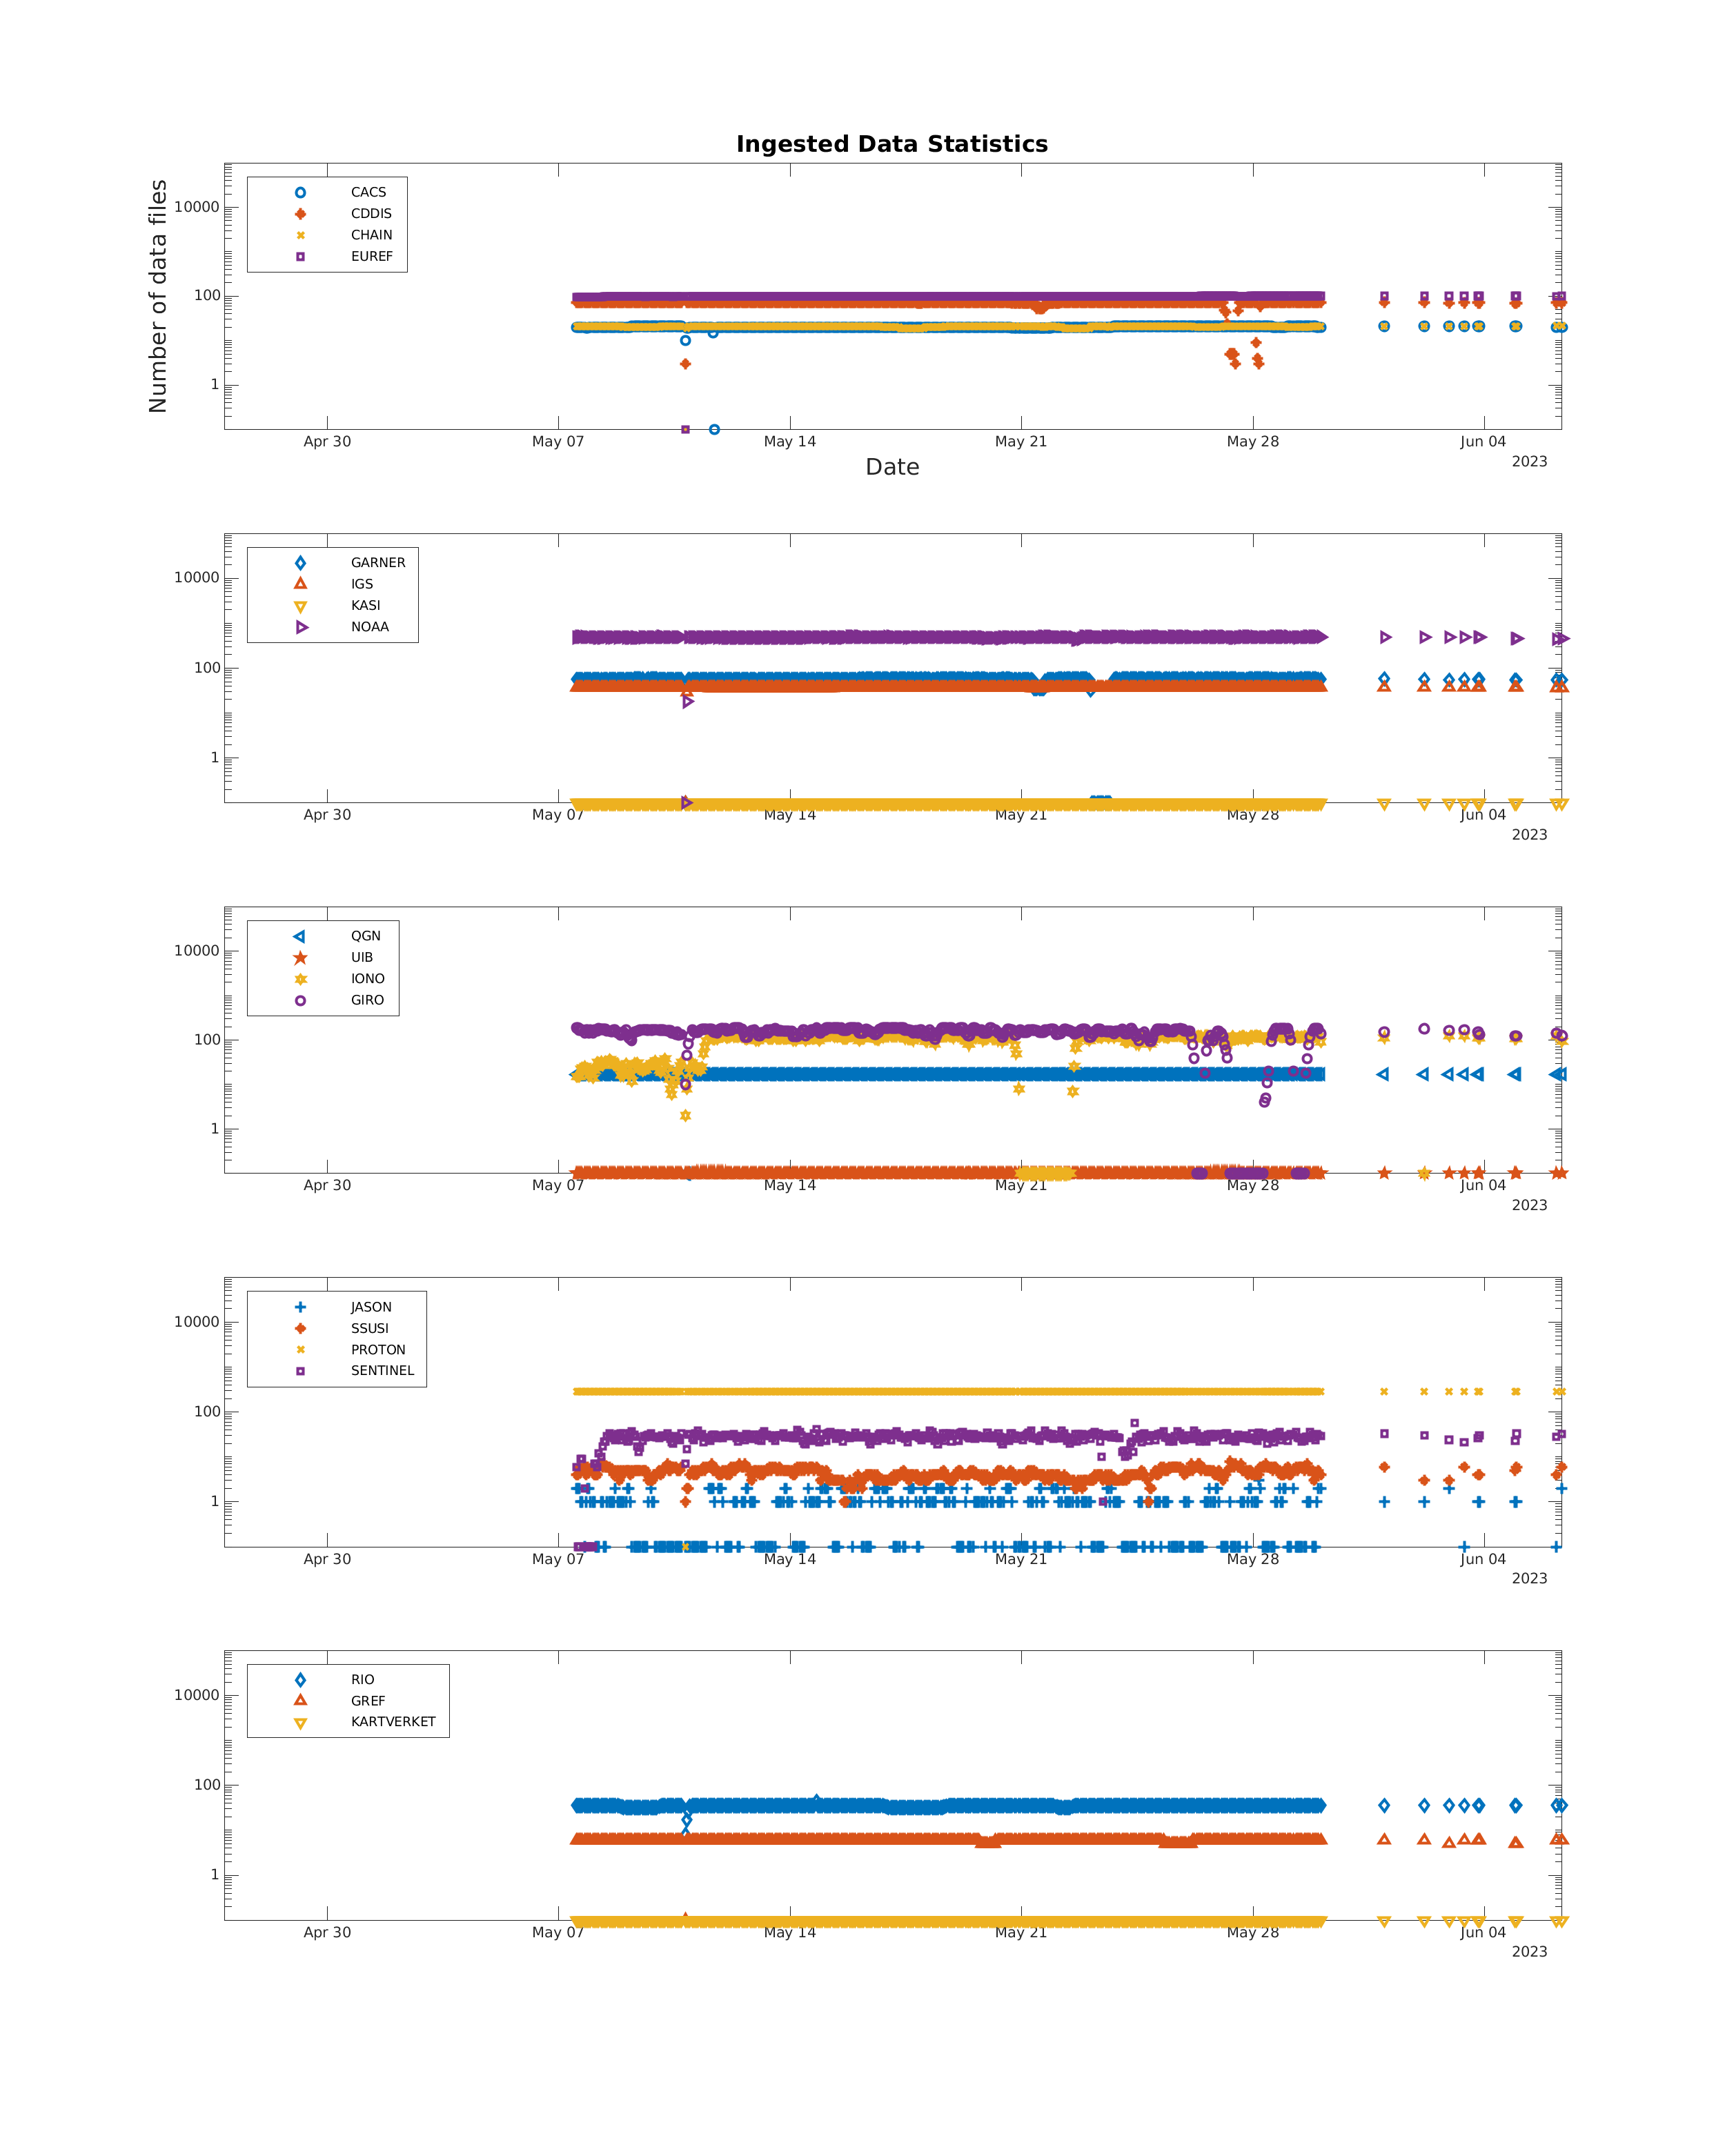 Ingested Data Statistics
Number of data files
10000
100
1
CACS
CDDIS
CHAIN
EUREF
Apr 30 May 07 May 14 May 21 May 28 Jun 04
2023
Date
10000
100
1
GARNER
IGS
KASI
NOAA
Apr 30 May 07 May 14 May 21 May 28 Jun 04
2023
10000
100
1
QGN
UIB
IONO
GIRO
Apr 30 May 07 May 14 May 21 May 28 Jun 04
2023
10000
100
1
JASON
SSUSI
PROTON
SENTINEL
Apr 30 May 07 May 14 May 21 May 28 Jun 04
2023
10000
100
1
RIO
GREF
KARTVERKET
Apr 30 May 07 May 14 May 21 May 28 Jun 04
2023